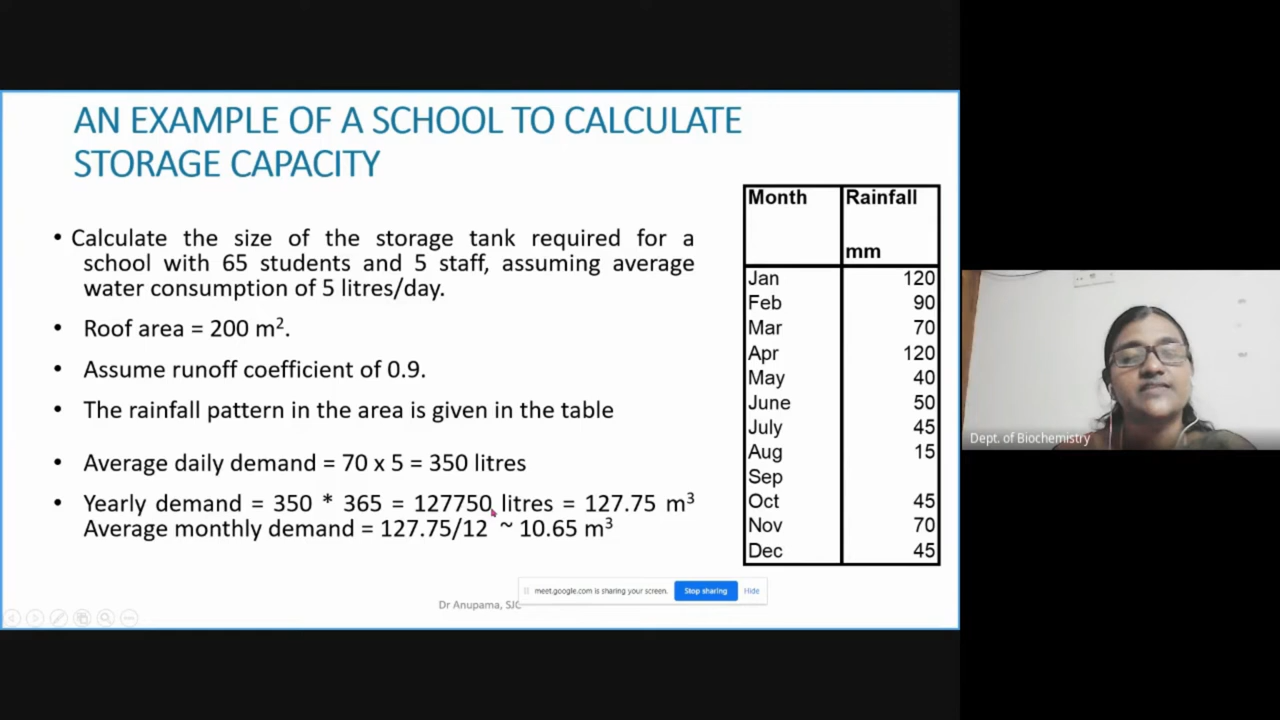 AN EXAMPLE OF A SCHOOL TO CALCULATE
STORAGE CAPACITY
• Calculate the size of the storage tank required for a
school with 65 students and 5 staff, assuming average
water consumption of 5 litres/day.
• Roof area = 200 m².
• Assume runoff coefficient of 0.9.
• The rainfall pattern in the area is given in the table
• Average daily demand = 70 x 5 = 350 litres
• Yearly demand = 350 * 365 = 127750 litres = 127.75 m³
Average monthly demand = 127.75/12 ~ 10.65 m³
Month Rainfall
mm
Jan 120
Feb 90
Mar 70
Apr 120
May 40
June 50
July 45
Aug 15
Sep
Oct 45
Nov 70
Dec 45
meet.google.com is sharing your screen. Stop sharing Hide
Dr Anupama, SJC
Dept. of Biochemistry